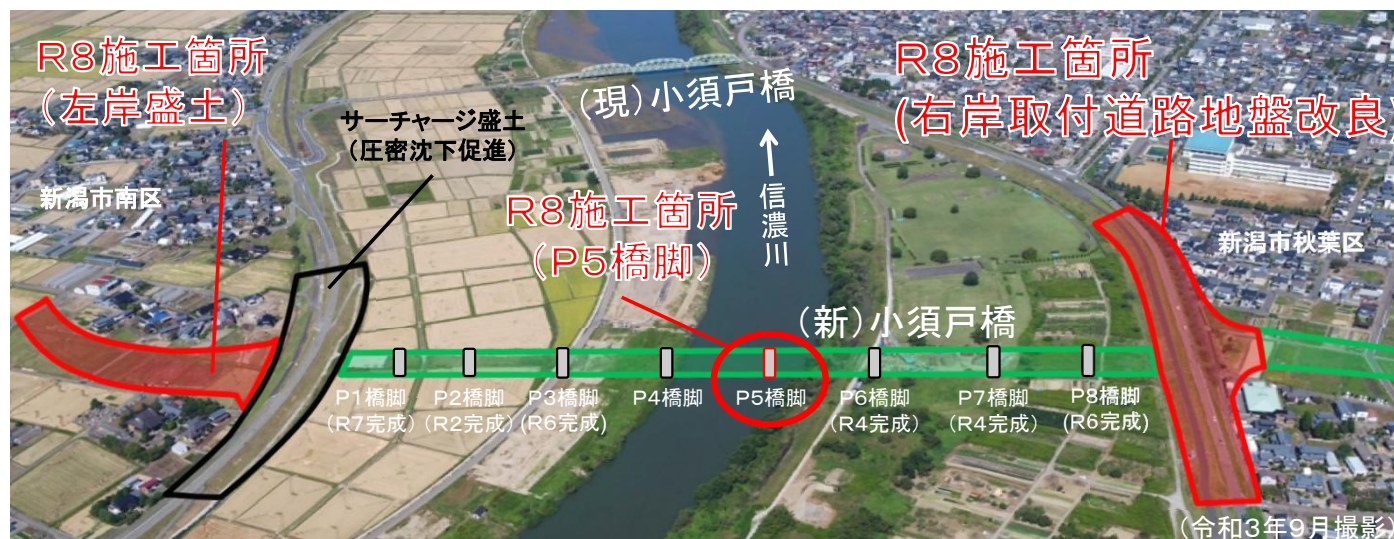 R8施工箇所
（左岸盛土）
サーチャージ盛土
（圧密沈下促進）
新潟市南区
（現）小須戸橋
信濃川
R8施工箇所
（P5橋脚）
R8施工箇所
(右岸取付道路地盤改良)
新潟市秋葉区
（新）小須戸橋
P1橋脚
（R7完成）
P2橋脚
（R2完成）
P3橋脚
（R6完成）
P4橋脚
P5橋脚
P6橋脚
（R4完成）
P7橋脚
（R4完成）
P8橋脚
（R6完成）
（令和3年9月撮影）